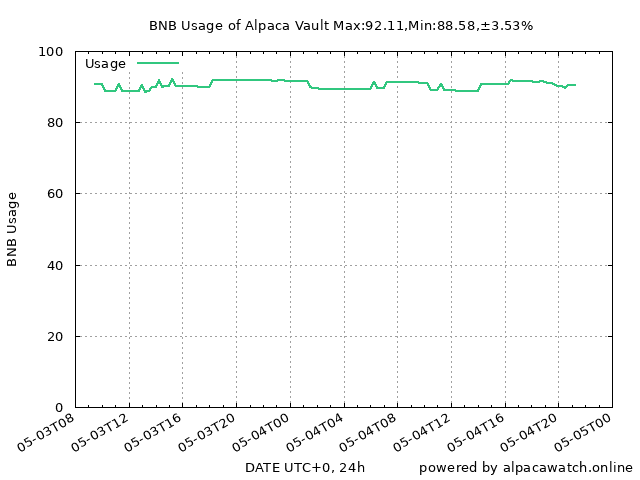 BNB Usage of Alpaca Vault Max:92.11,Min:88.58,±3.53%
Usage
100
80
60
40
20
0
BNB Usage
05-03T08
05-03T12
05-03T16
05-03T20
05-04T00
05-04T04
05-04T08
05-04T12
05-04T16
05-04T20
05-05T00
DATE UTC+0, 24h
powered by alpacawatch.online